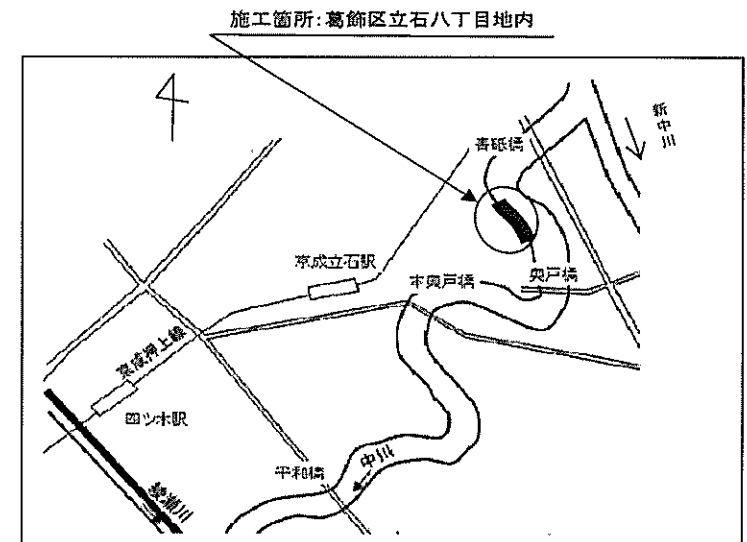 施工箇所:葛飾区立石八丁目地内
新中川
青砥橋
京成立石駅
本奥戸橋
奥戸橋
京成押上線
四ツ木駅
平和橋
中川
綾瀬川